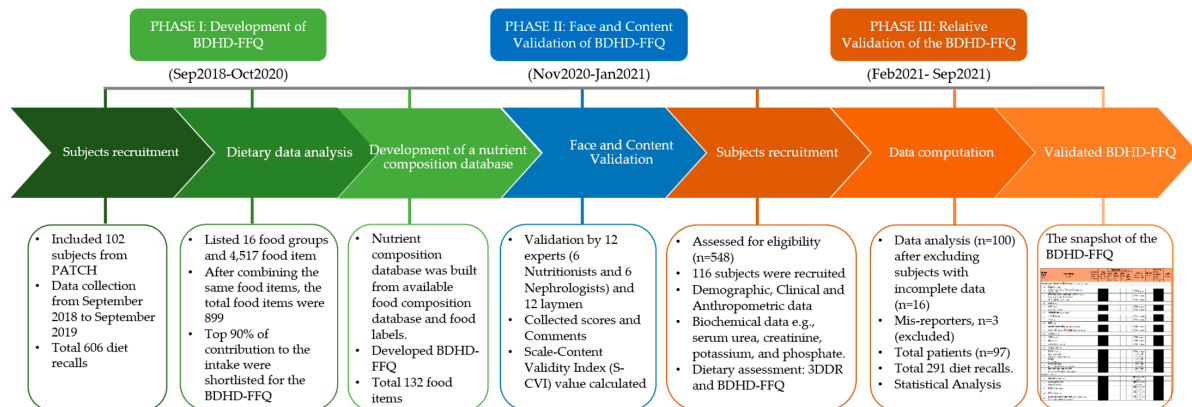 PHASE I: Development of
BDHD-FFQ
(Sep2018-Oct2020)
PHASE II: Face and Content
Validation of BDHD-FFQ
(Nov2020-Jan2021)
PHASE III: Relative
Validation of the BDHD-FFQ
(Feb2021- Sep2021)
Subjects recruitment
Dietary data analysis
Development of a nutrient
composition database
Face and Content
Validation
Subjects recruitment
Data computation
Validated BDHD-FFQ
• Included 102
subjects from
PATCH
• Data collection
from September
2018 to September
2019
• Total 606 diet
recalls
• Listed 16 food groups
and 4,517 food item
• After combining the
same food items, the
total food items were
899
• Top 90% of
contribution to the
intake were
shortlisted for the
BDHD-FFQ
• Nutrient
composition
database was built
from available
food composition
database and food
labels.
• Developed BDHD-
FFQ
• Total 132 food
items
• Validation by 12
experts (6
Nutritionists and 6
Nephrologists) and
12 laymen
• Collected scores and
Comments
• Scale-Content
Validity Index (S-
CVI) value calculated
• Assessed for eligibility
(n=548)
• 116 subjects were recruited
• Demographic, Clinical and
Anthropometric data
• Biochemical data e.g.,
serum urea, creatinine,
potassium, and phosphate.
• Dietary assessment: 3DDR
and BDHD-FFQ
• Data analysis (n=100)
after excluding
subjects with
incomplete data
(n=16)
• Mis-reporters, n=3
(excluded)
• Total patients (n=97)
• Total 291 diet recalls.
• Statistical Analysis
The snapshot of the
BDHD-FFQ